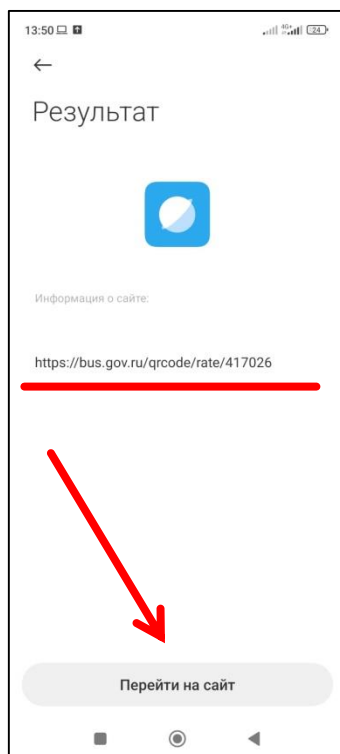 13:50
4G+
24
Результат
Информация о сайте:
https://bus.gov.ru/qrcode/rate/417026
Перейти на сайт